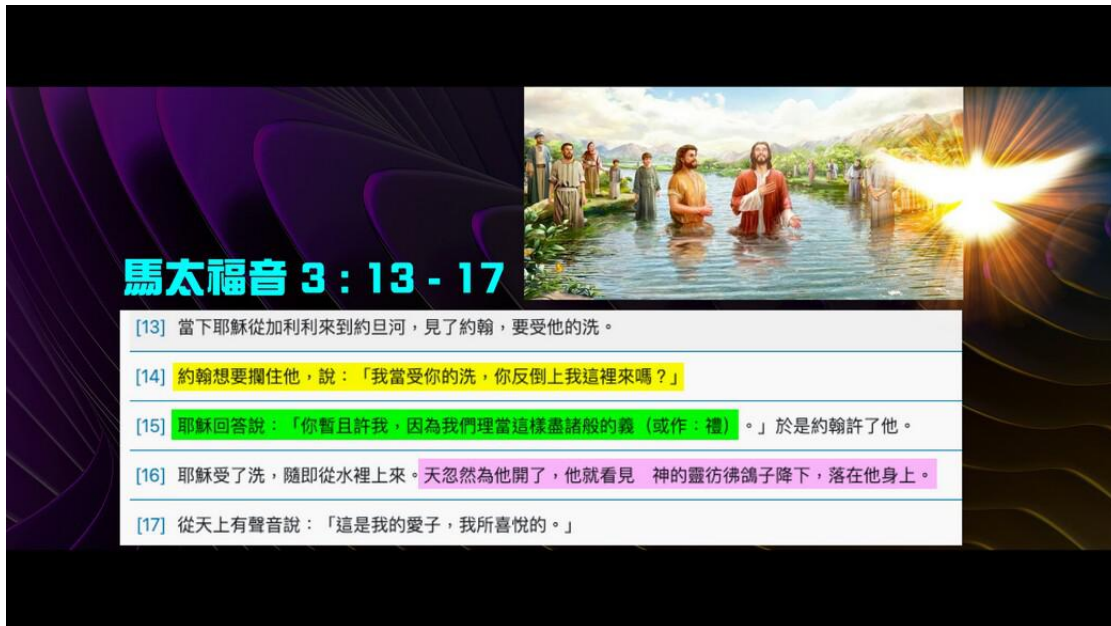 馬太福音 3 : 13 - 17
[13] 當下耶穌從加利利來到約旦河，見了約翰，要受他的洗。
[14] 約翰想要攔住他，說：「我當受你的洗，你反倒上我這裡來嗎？」
[15] 耶穌回答說：「你暫且許我，因為我們理當這樣盡諸般的義（或作：禮）。」於是約翰許了他。
[16] 耶穌受了洗，隨即從水裡上來。天忽然為他開了，他就看見　神的靈彷彿鴿子降下，落在他身上。
[17] 從天上有聲音說：「這是我的愛子，我所喜悅的。」